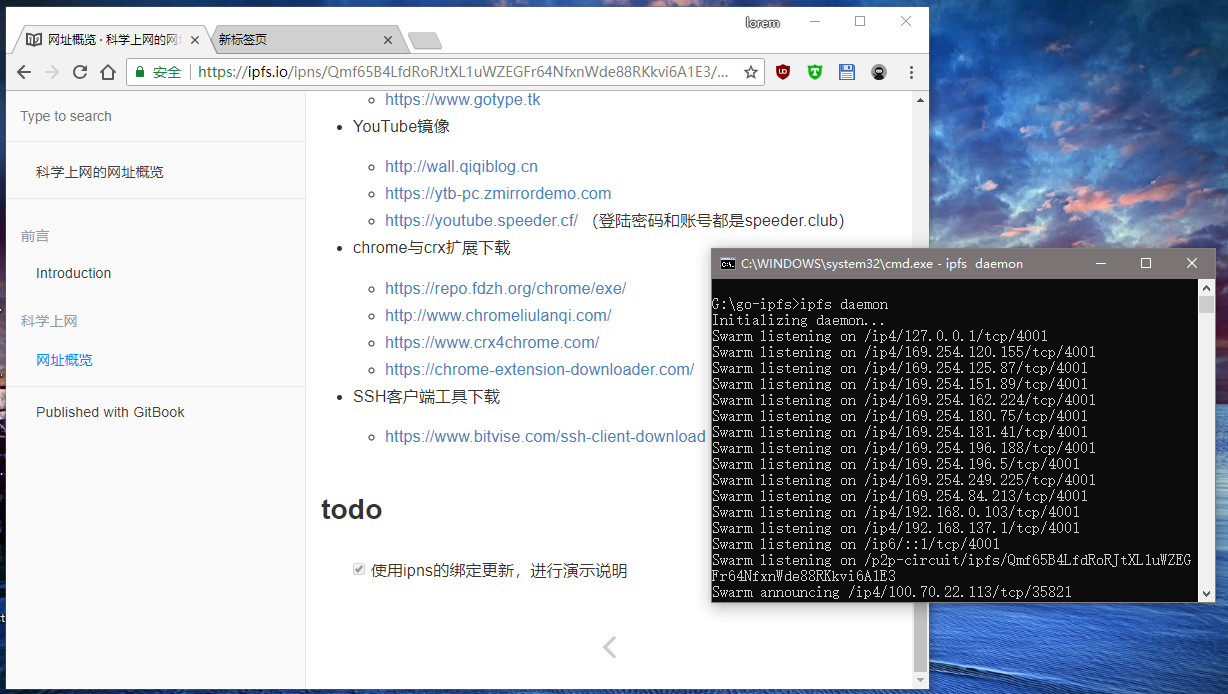 lorem
网址概览 · 科学上网的网
新标签页
安全
https://ipfs.io/ipns/Qmf65B4LfdRoRJtXL1uWZEGFr64NfxnWde88RKkvi6A1E3/...
Type to search
科学上网的网址概览
前言
Introduction
科学上网
网址概览
Published with GitBook
https://www.gotype.tk
YouTube镜像
http://wall.qiqiblog.cn
https://ytb-pc.zmirrordemo.com
https://youtube.speeder.cf/ （登陆密码和账号都是speeder.club）
chrome与crx扩展下载
https://repo.fdzh.org/chrome/exe/
http://www.chromeliulanqi.com/
https://www.crx4chrome.com/
https://chrome-extension-downloader.com/
SSH客户端工具下载
https://www.bitvise.com/ssh-client-download
todo
使用ipns的绑定更新，进行演示说明
C:\WINDOWS\system32\cmd.exe - ipfs daemon
G:\go-ipfs>ipfs daemon
Initializing daemon...
Swarm listening on /ip4/127.0.0.1/tcp/4001
Swarm listening on /ip4/169.254.120.155/tcp/4001
Swarm listening on /ip4/169.254.125.87/tcp/4001
Swarm listening on /ip4/169.254.151.89/tcp/4001
Swarm listening on /ip4/169.254.162.224/tcp/4001
Swarm listening on /ip4/169.254.180.75/tcp/4001
Swarm listening on /ip4/169.254.181.41/tcp/4001
Swarm listening on /ip4/169.254.196.188/tcp/4001
Swarm listening on /ip4/169.254.196.5/tcp/4001
Swarm listening on /ip4/169.254.249.225/tcp/4001
Swarm listening on /ip4/169.254.84.213/tcp/4001
Swarm listening on /ip4/192.168.0.103/tcp/4001
Swarm listening on /ip4/192.168.137.1/tcp/4001
Swarm listening on /ip6/::1/tcp/4001
Swarm listening on /p2p-circuit/ipfs/Qmf65B4LfdRoRJtXL1uWZEG
Fr64NfxnWde88RKkvi6A1E3
Swarm announcing /ip4/100.70.22.113/tcp/35821